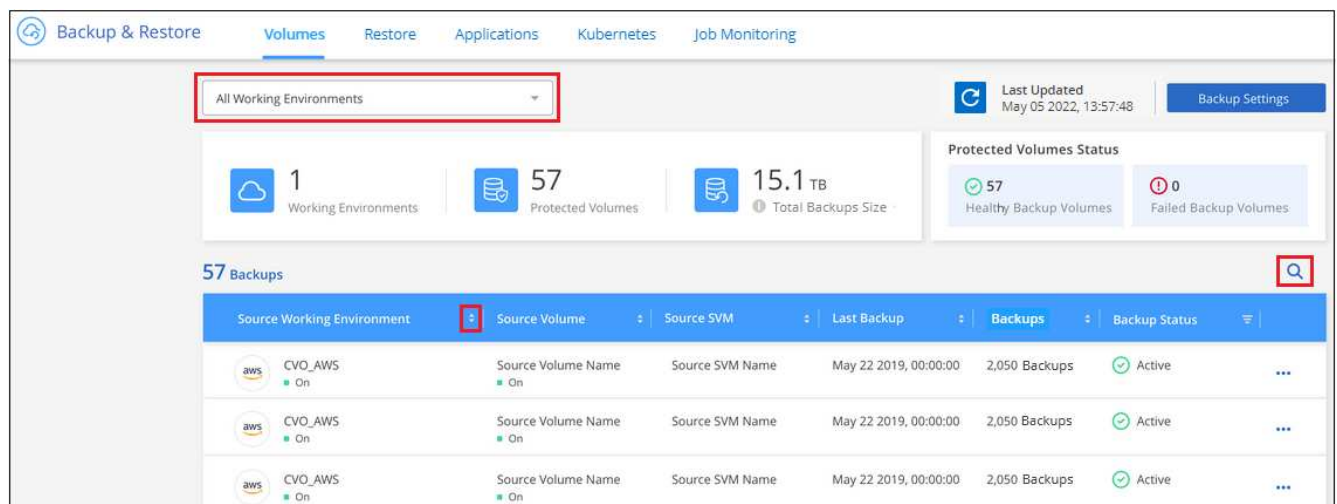 Backup & Restore Volumes Restore Applications Kubernetes Job Monitoring
All Working Environments
Last Updated
May 05 2022, 13:57:48
Backup Settings
1
Working Environments
57
Protected Volumes
15.1 TB
Total Backups Size
Protected Volumes Status
57
Healthy Backup Volumes
0
Failed Backup Volumes
57 Backups
Source Working Environment Source Volume Source SVM Last Backup Backups Backup Status
aws CVO_AWS Source Volume Name Source SVM Name May 22 2019, 00:00:00 2,050 Backups Active
On On
aws CVO_AWS Source Volume Name Source SVM Name May 22 2019, 00:00:00 2,050 Backups Active
On On
aws CVO_AWS Source Volume Name Source SVM Name May 22 2019, 00:00:00 2,050 Backups Active
On On